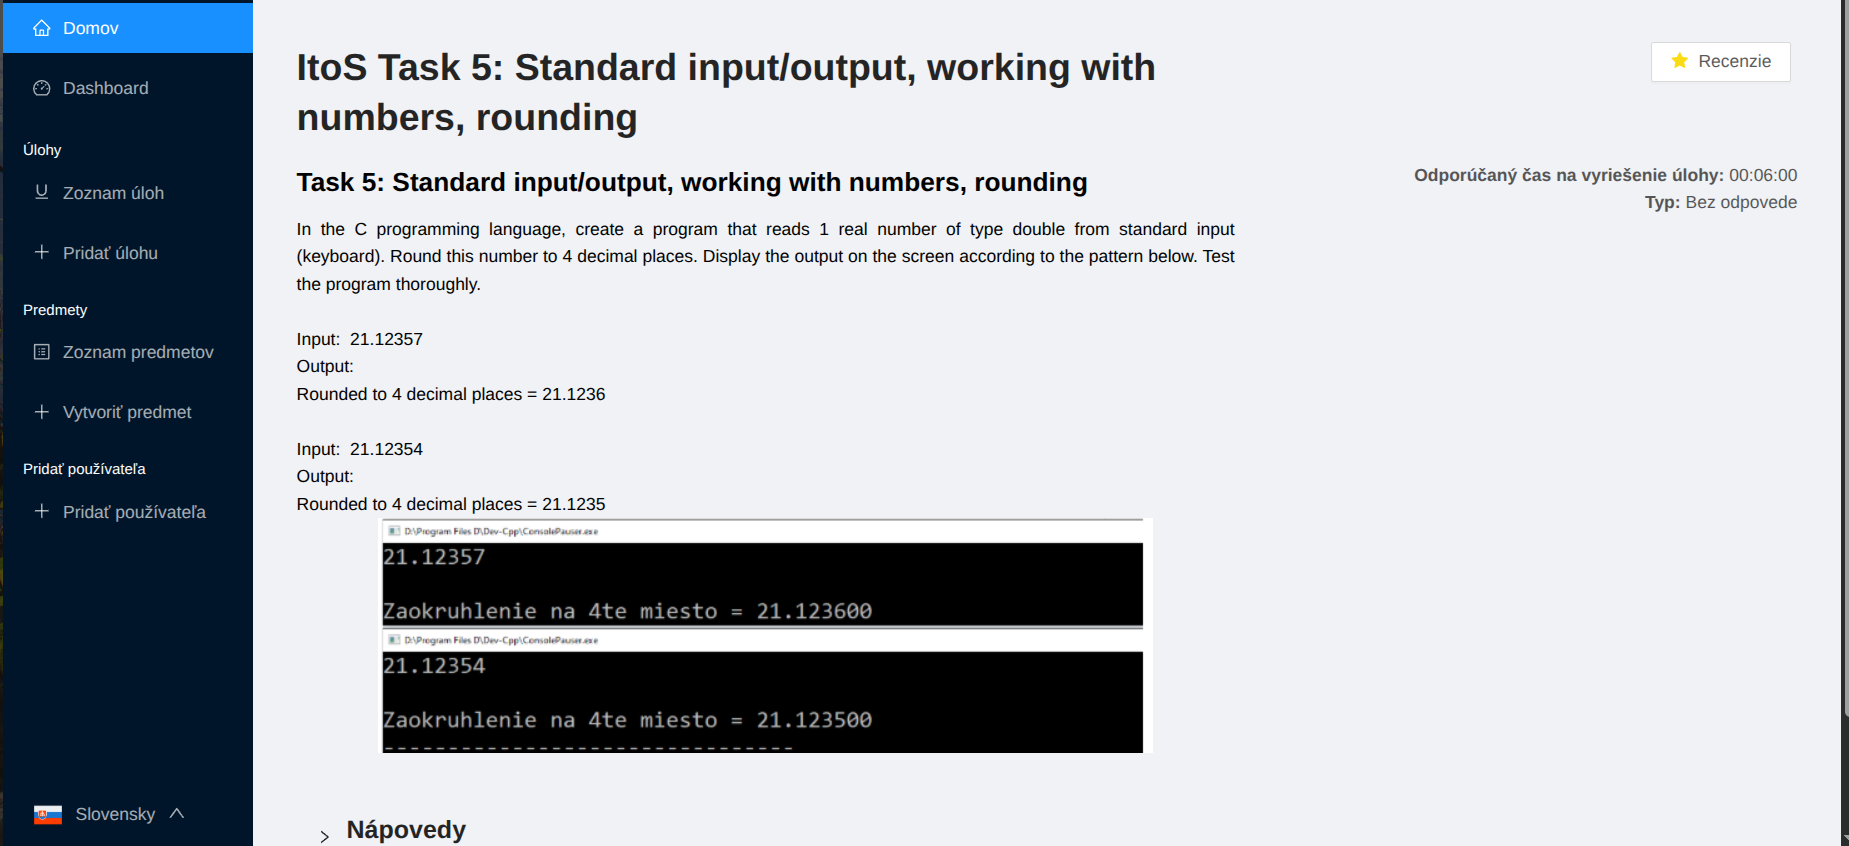 Domov
Dashboard
Úlohy
Zoznam úloh
Pridať úlohu
Predmety
Zoznam predmetov
Vytvoriť predmet
Pridať používateľa
Pridať používateľa
Slovensky
ItoS Task 5: Standard input/output, working with
numbers, rounding
Recenzie
Task 5: Standard input/output, working with numbers, rounding
Odporúčaný čas na vyriešenie úlohy: 00:06:00
Typ: Bez odpovede
In the C programming language, create a program that reads 1 real number of type double from standard input
(keyboard). Round this number to 4 decimal places. Display the output on the screen according to the pattern below. Test
the program thoroughly.
Input: 21.12357
Output:
Rounded to 4 decimal places = 21.1236
Input: 21.12354
Output:
Rounded to 4 decimal places = 21.1235
D:\Program Files D\Dev-Cpp\ConsolePauser.exe
21.12357
Zaokruhlenie na 4te miesto = 21.123600
D:\Program Files D\Dev-Cpp\ConsolePauser.exe
21.12354
Zaokruhlenie na 4te miesto = 21.123500
--------------------------------
Nápovedy